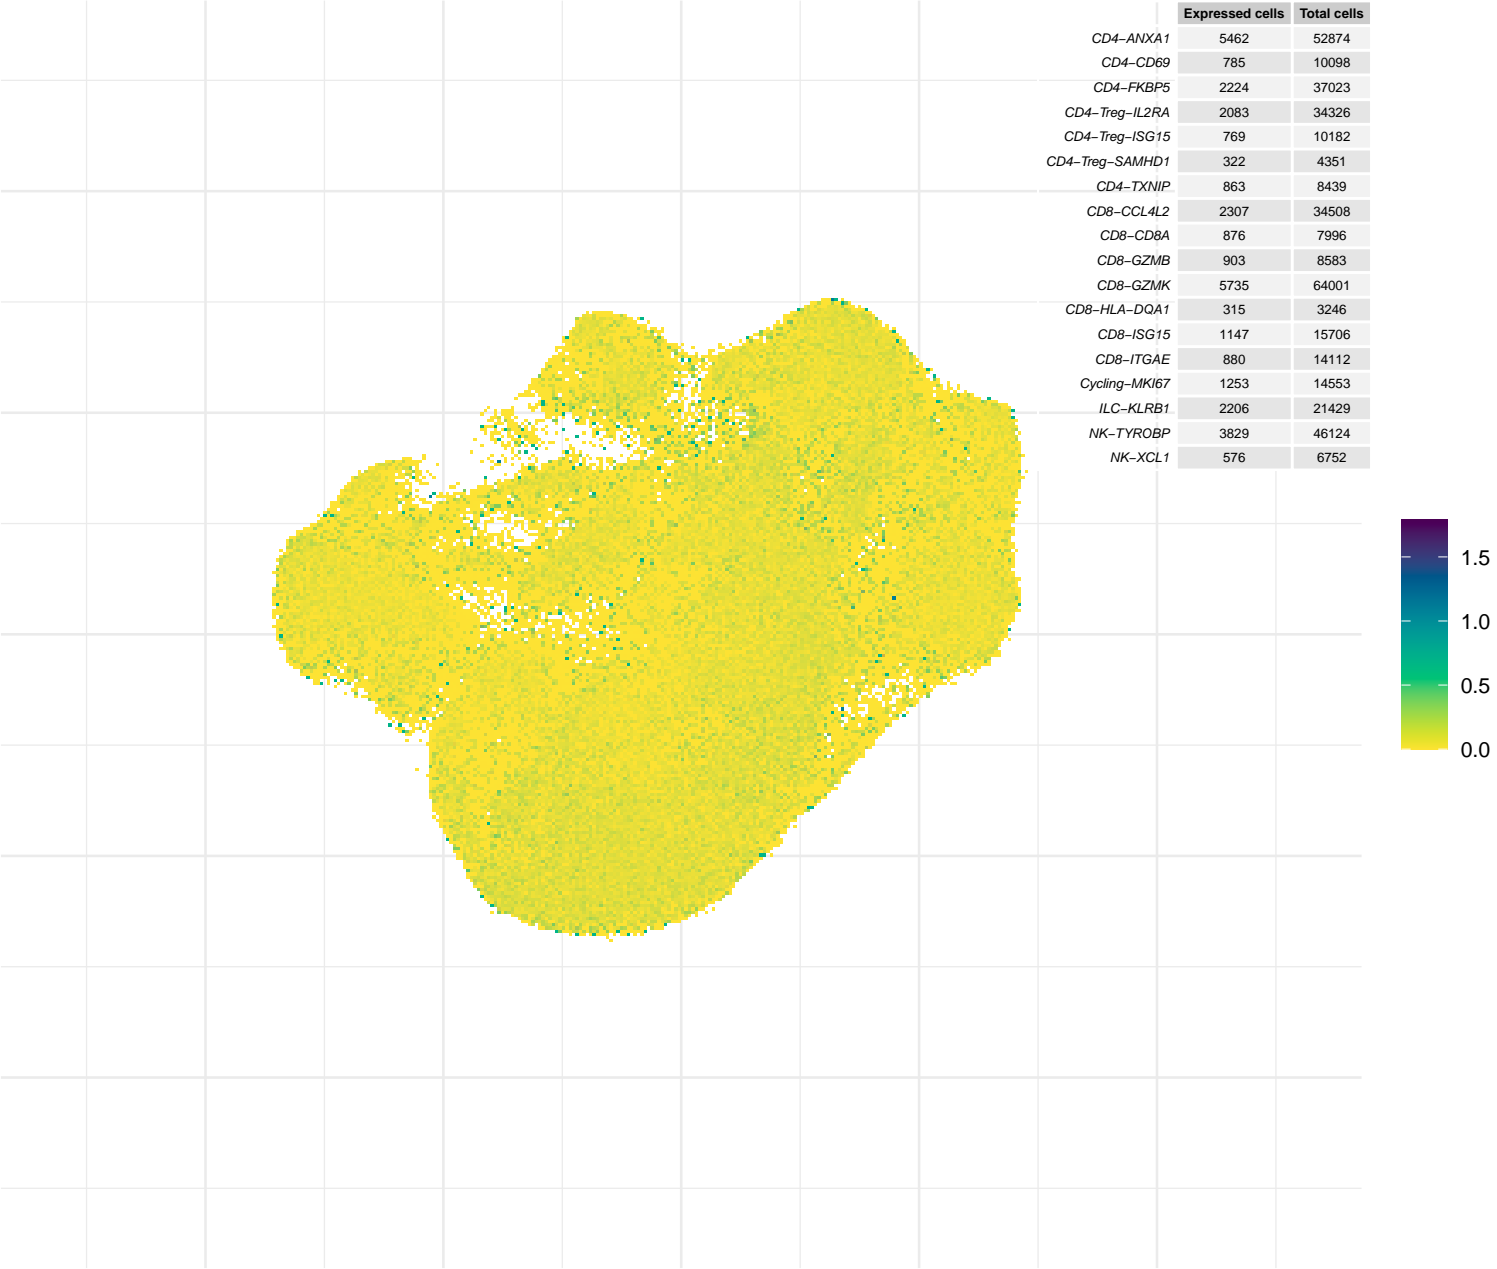 Expressed cells Total cells
CD4−ANXA1 5462 52874
CD4−CD69 785 10098
CD4−FKBP5 2224 37023
CD4−Treg−IL2RA 2083 34326
CD4−Treg−ISG15 769 10182
CD4−Treg−SAMHD1 322 4351
CD4−TXNIP 863 8439
CD8−CCL4L2 2307 34508
CD8−CD8A 876 7996
CD8−GZMB 903 8583
CD8−GZMK 5735 64001
CD8−HLA−DQA1 315 3246
CD8−ISG15 1147 15706
CD8−ITGAE 880 14112
Cycling−MKI67 1253 14553
ILC−KLRB1 2206 21429
NK−TYROBP 3829 46124
NK−XCL1 576 6752
1.5
1.0
0.5
0.0